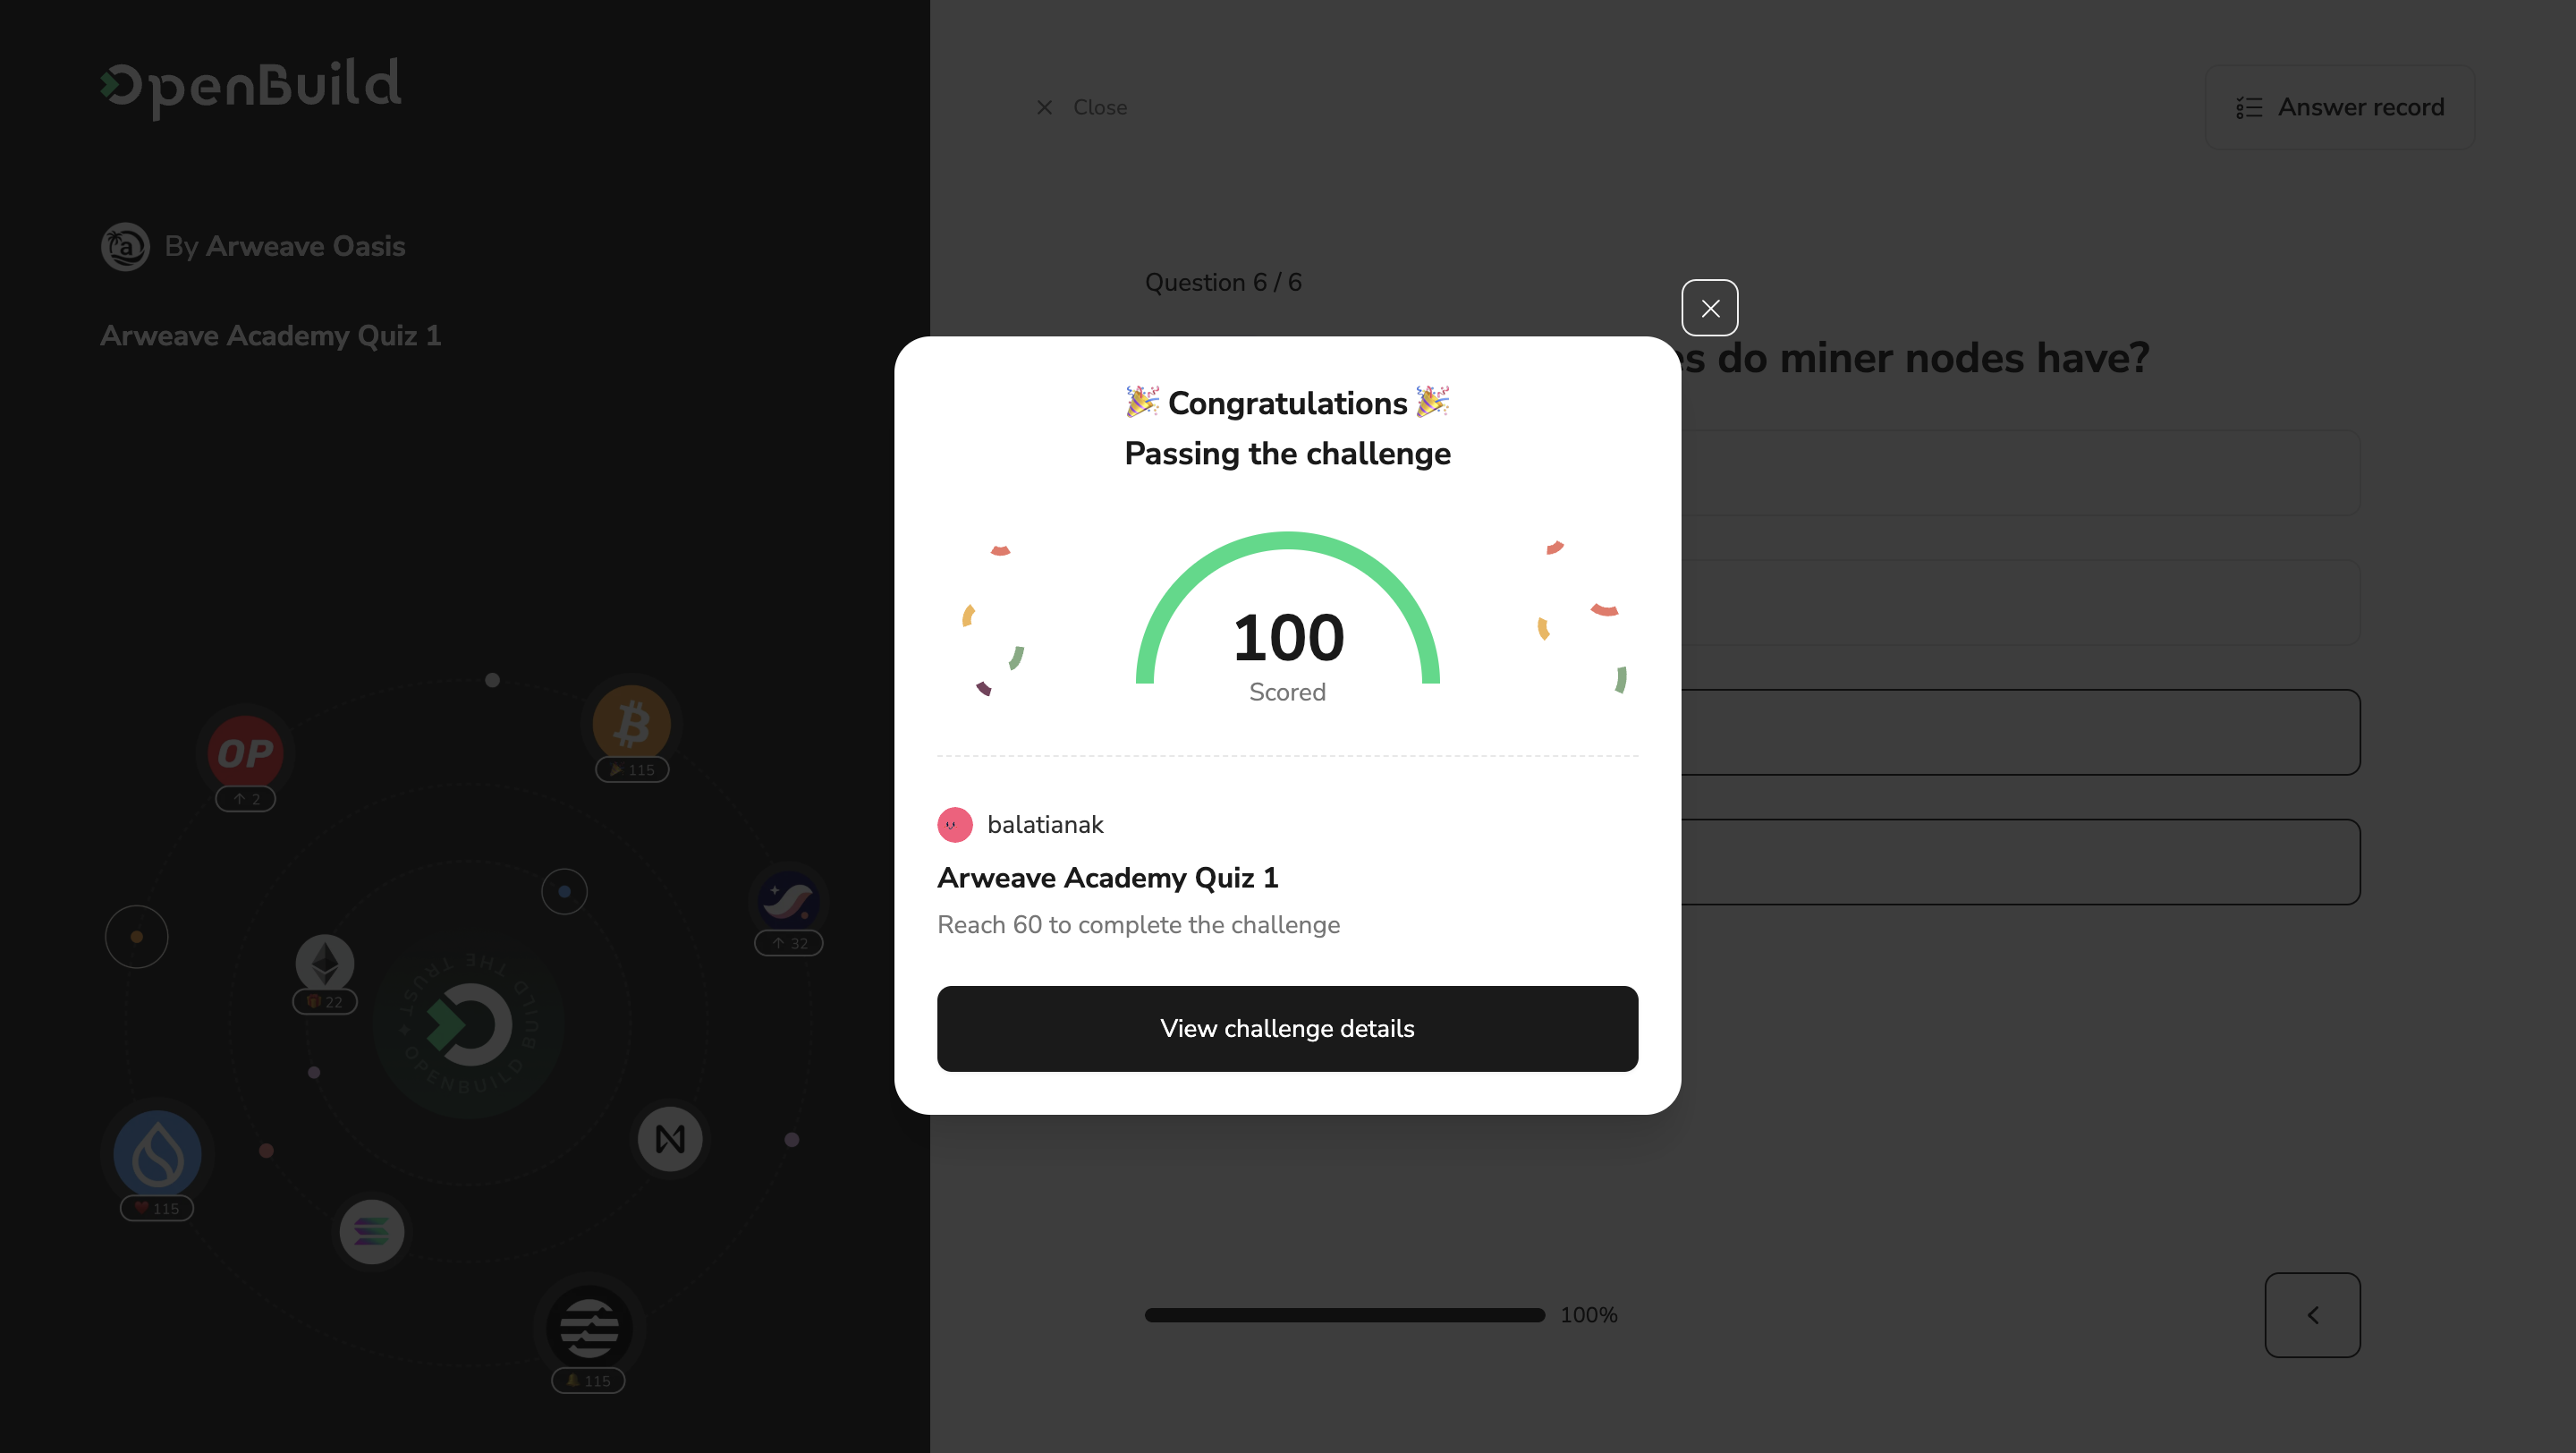 OpenBuild
By Arweave Oasis
Arweave Academy Quiz 1
OP
2
115
32
22
BUILD THE TRUST
OPENBUILD
115
115
Close
Answer record
Question 6 / 6
do miner nodes have?
🎉 Congratulations 🎉
Passing the challenge
100
Scored
balatianak
Arweave Academy Quiz 1
Reach 60 to complete the challenge
View challenge details
100%